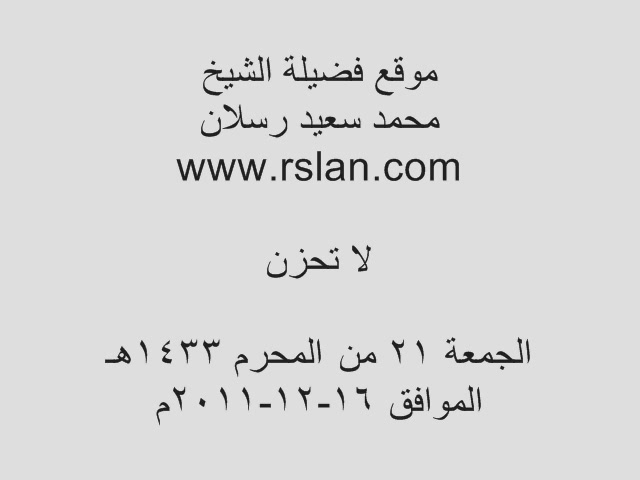 موقع فضيلة الشيخ
محمد سعيد رسلان
www.rslan.com
لا تحزن
الجمعة ٢١ من المحرم ١٤٣٣هـ
الموافق ١٦-١٢-٢٠١١م